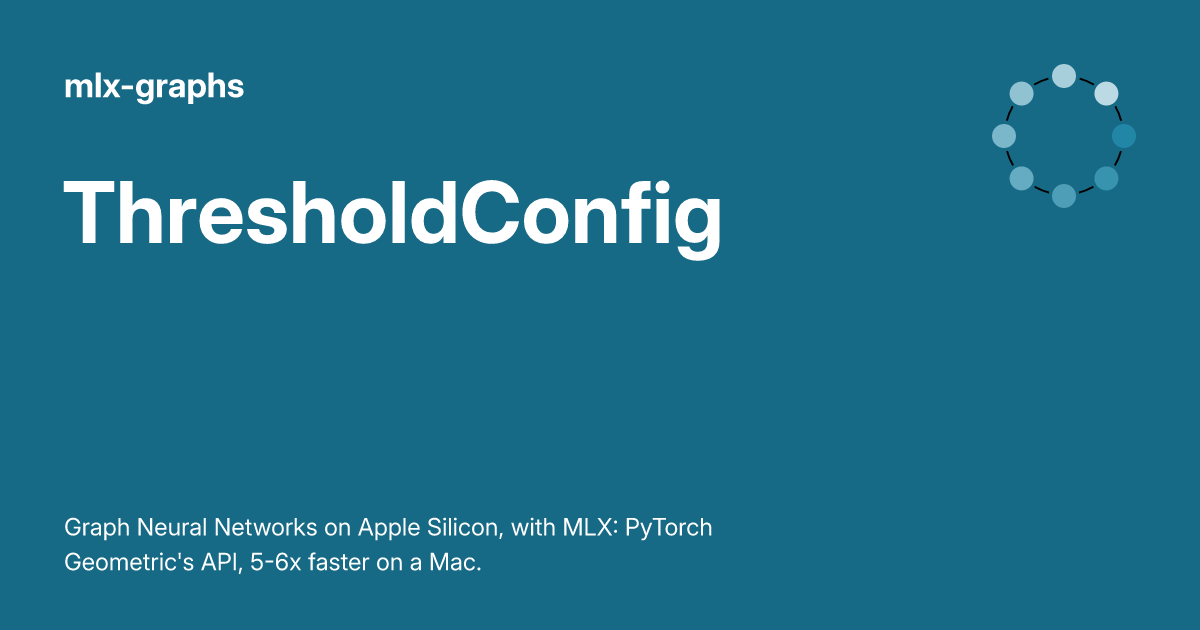 mlx-graphs
ThresholdConfig
Graph Neural Networks on Apple Silicon, with MLX: PyTorch
Geometric's API, 5-6x faster on a Mac.